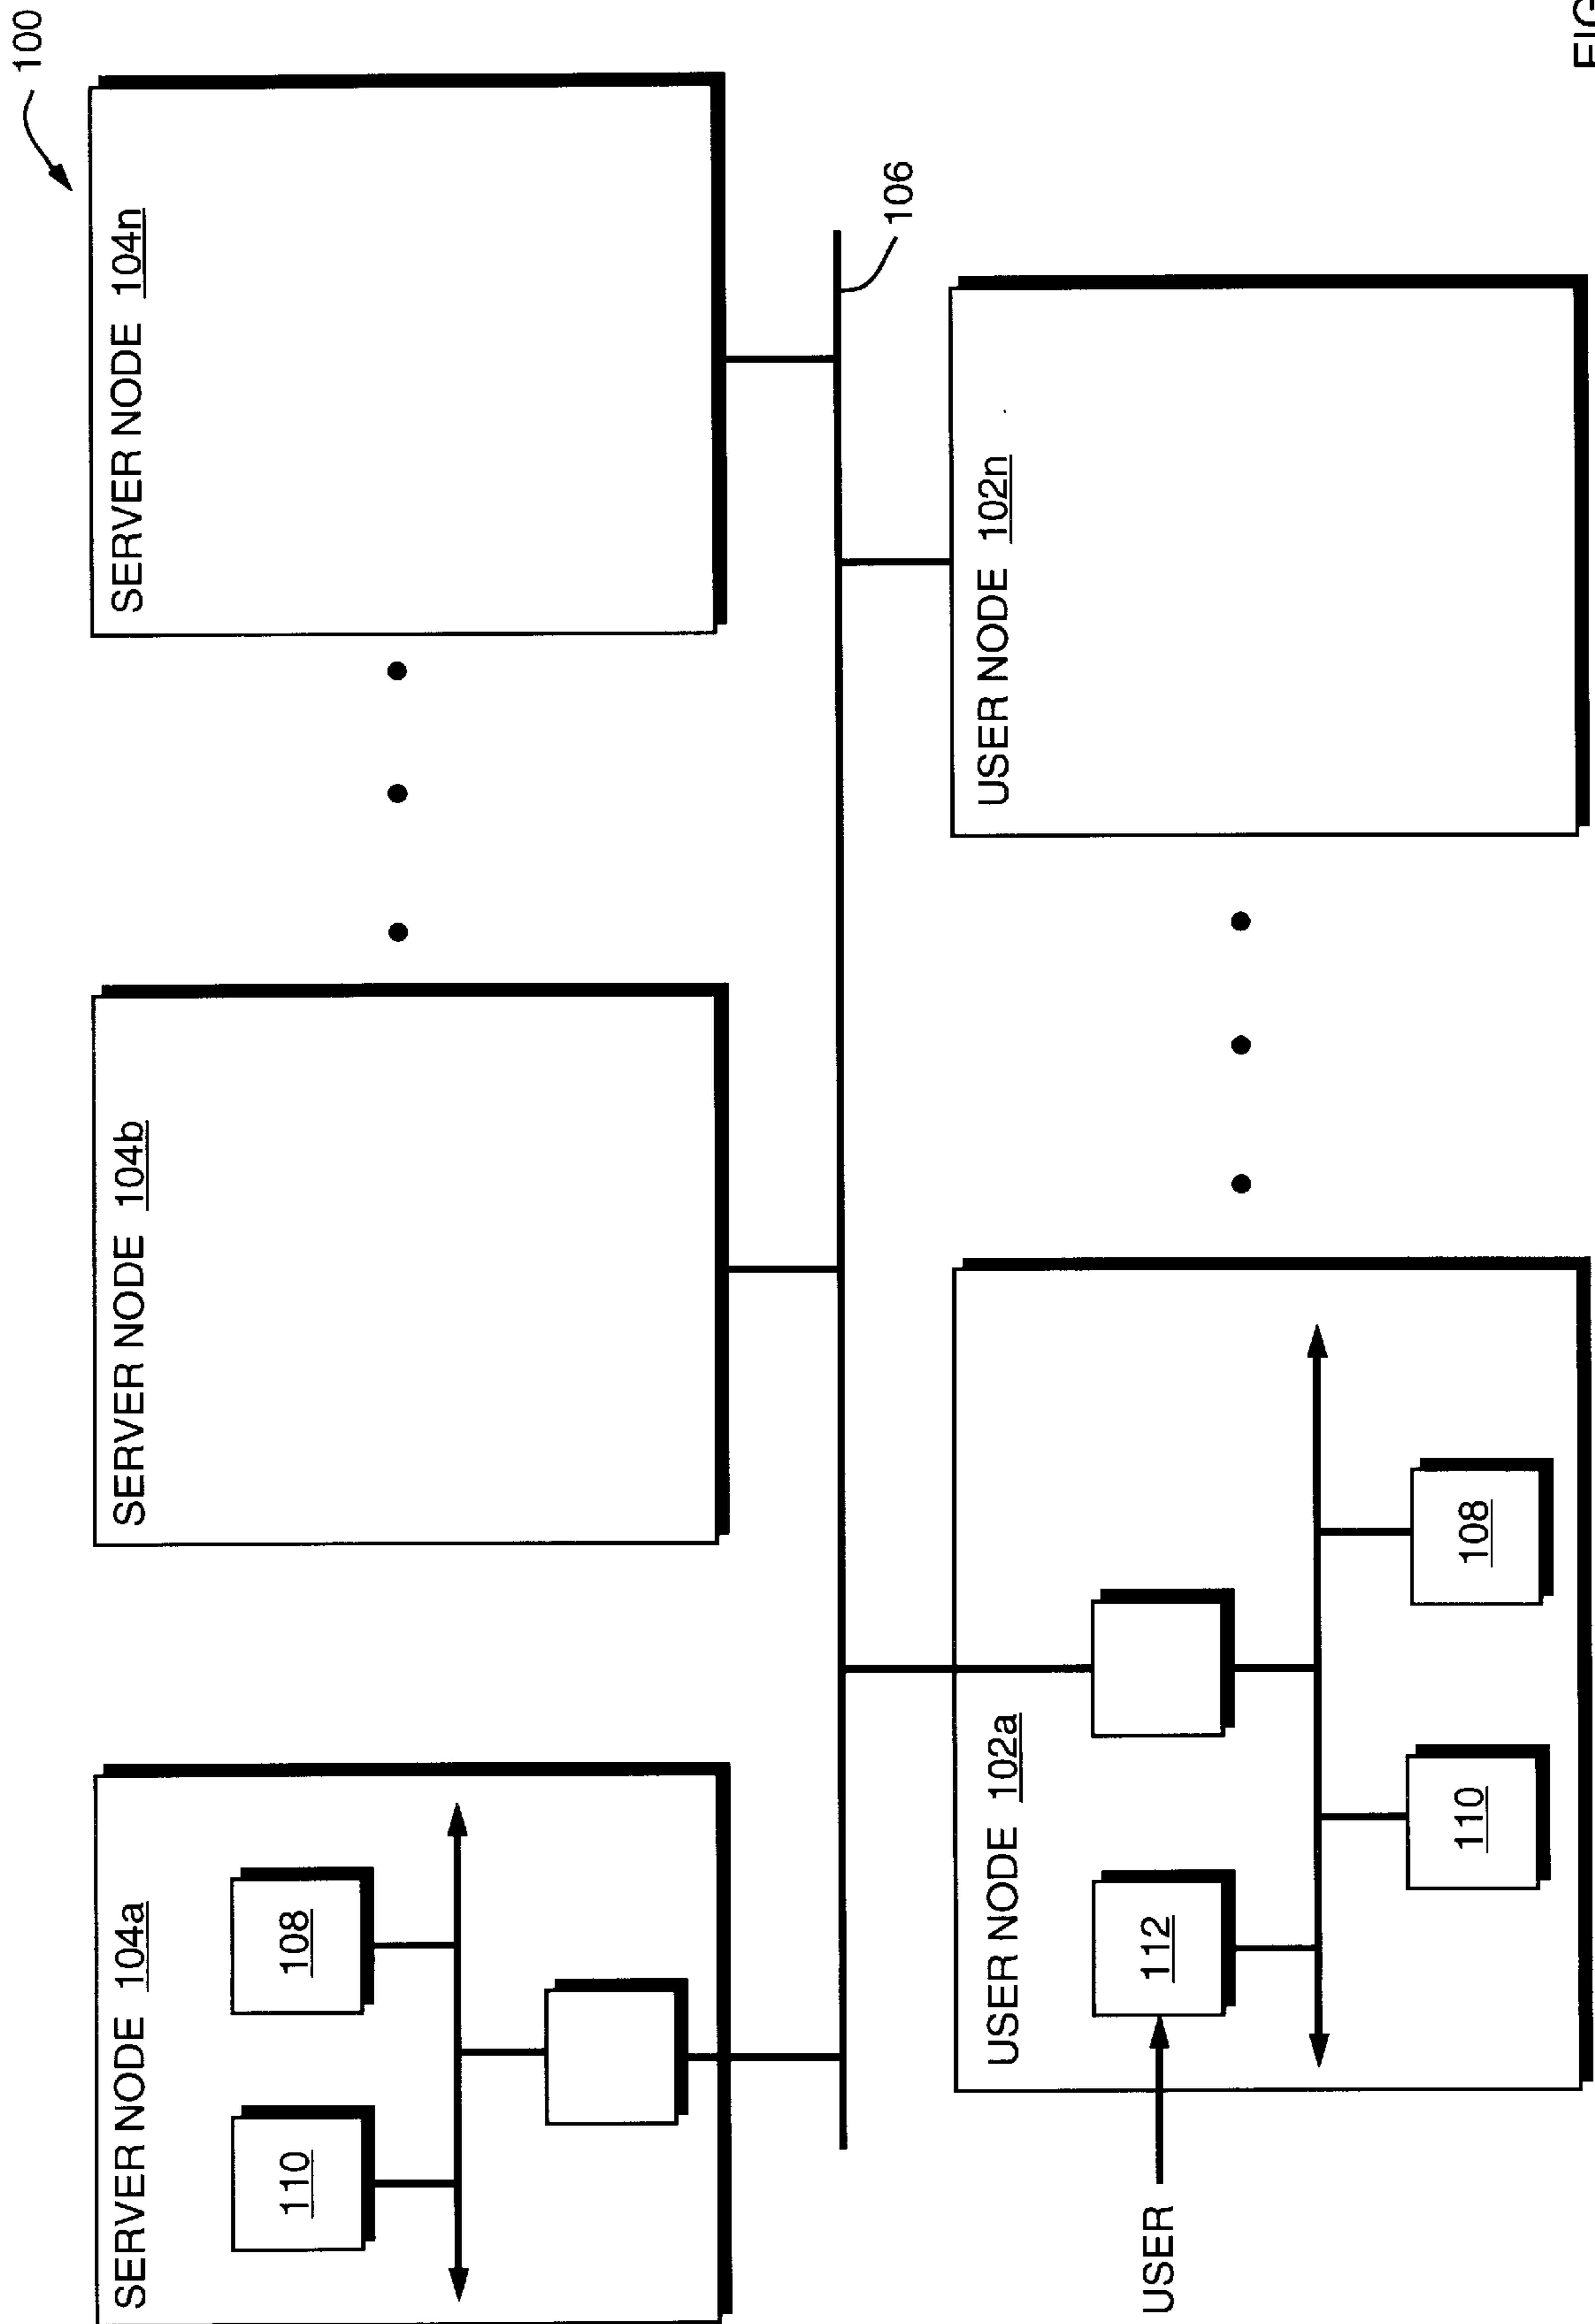 100
SERVER NODE 104a
110
108
SERVER NODE 104b
SERVER NODE 104n
106
USER
USER NODE 102a
112
110
108
USER NODE 102n